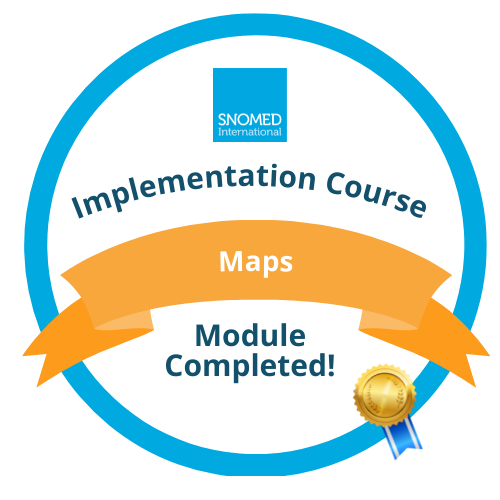 SNOMED
International
Implementation Course
Maps
Module
Completed!